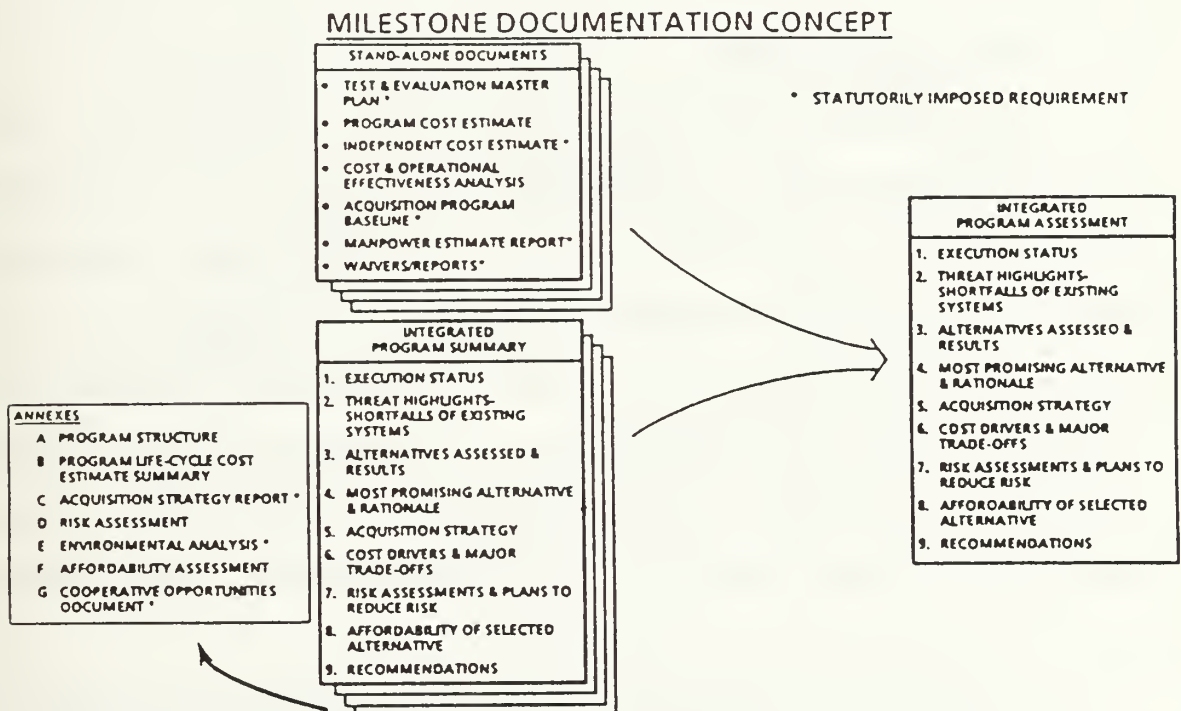 MILESTONE DOCUMENTATION CONCEPT
STAND-ALONE DOCUMENTS
• TEST & EVALUATION MASTER
PLAN *
• PROGRAM COST ESTIMATE
• INDEPENDENT COST ESTIMATE *
• COST & OPERATIONAL
EFFECTIVENESS ANALYSIS
• ACQUISITION PROGRAM
BASELINE *
• MANPOWER ESTIMATE REPORT*
• WAIVERS/REPORTS*
* STATUTORILY IMPOSED REQUIREMENT
INTEGRATED
PROGRAM SUMMARY
1. EXECUTION STATUS
2. THREAT HIGHLIGHTS-
SHORTFALLS OF EXISTING
SYSTEMS
3. ALTERNATIVES ASSESSED &
RESULTS
4. MOST PROMISING ALTERNATIVE
& RATIONALE
5. ACQUISITION STRATEGY
6. COST DRIVERS & MAJOR
TRADE-OFFS
7. RISK ASSESSMENTS & PLANS TO
REDUCE RISK
8. AFFORDABILITY OF SELECTED
ALTERNATIVE
9. RECOMMENDATIONS
ANNEXES
A PROGRAM STRUCTURE
B PROGRAM LIFE-CYCLE COST
ESTIMATE SUMMARY
C ACQUISITION STRATEGY REPORT *
D RISK ASSESSMENT
E ENVIRONMENTAL ANALYSIS *
F AFFORDABILITY ASSESSMENT
G COOPERATIVE OPPORTUNITIES
DOCUMENT *
INTEGRATED
PROGRAM ASSESSMENT
1. EXECUTION STATUS
2. THREAT HIGHLIGHTS-
SHORTFALLS OF EXISTING
SYSTEMS
3. ALTERNATIVES ASSESSED &
RESULTS
4. MOST PROMISING ALTERNATIVE
& RATIONALE
5. ACQUISITION STRATEGY
6. COST DRIVERS & MAJOR
TRADE-OFFS
7. RISK ASSESSMENTS & PLANS TO
REDUCE RISK
8. AFFORDABILITY OF SELECTED
ALTERNATIVE
9. RECOMMENDATIONS